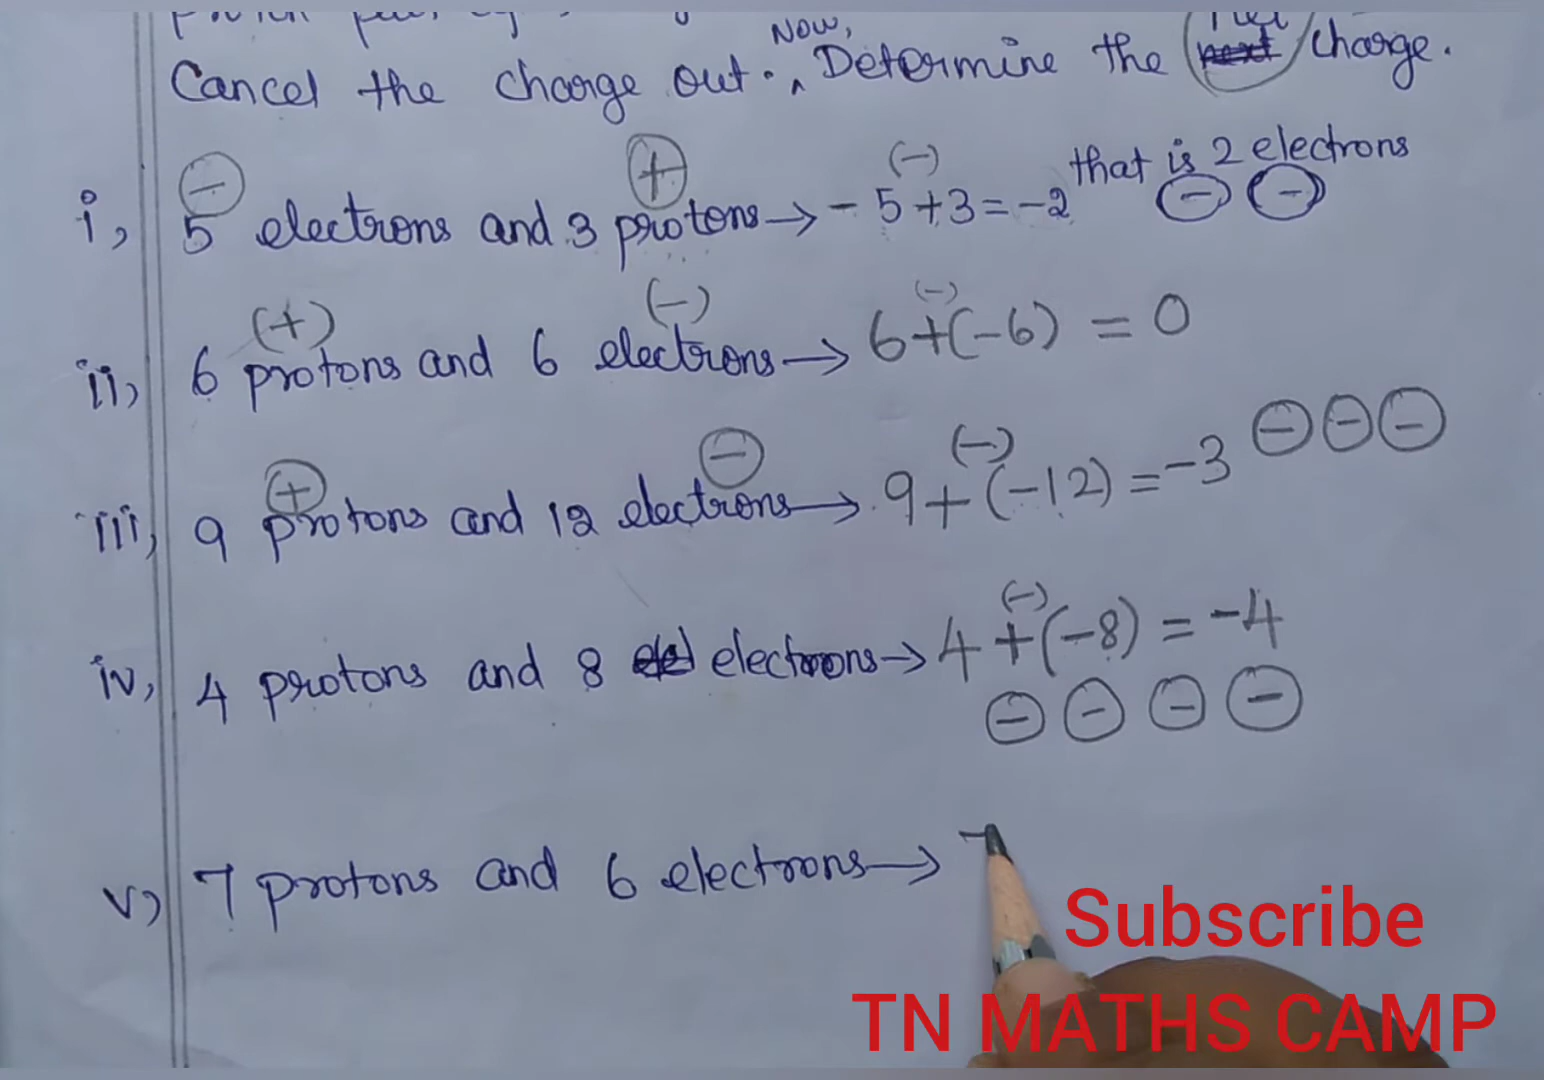 Now,
Cancel the charge out. ^ Determine the Net charge.
(-)
i, 5 electrons and 3 protons → - 5 + 3 = -2 that is 2 electrons
(+) (-) (-)
ii, 6 protons and 6 electrons → 6+(-6) = 0
(-)
iii, 9 protons and 12 electrons → 9+(-12) = -3
(-)
iv, 4 protons and 8 electrons → 4+(-8) = -4
v, 7 protons and 6 electrons →
Subscribe
TN MATHS CAMP